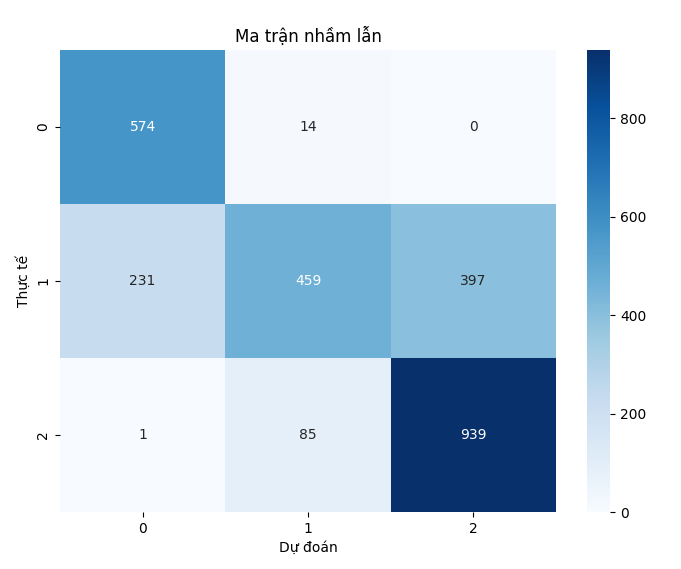 Ma trận nhầm lẫn
0 574 14 0
Thực tế
1 231 459 397
2 1 85 939
0 1 2
Dự đoán
800
600
400
200
0